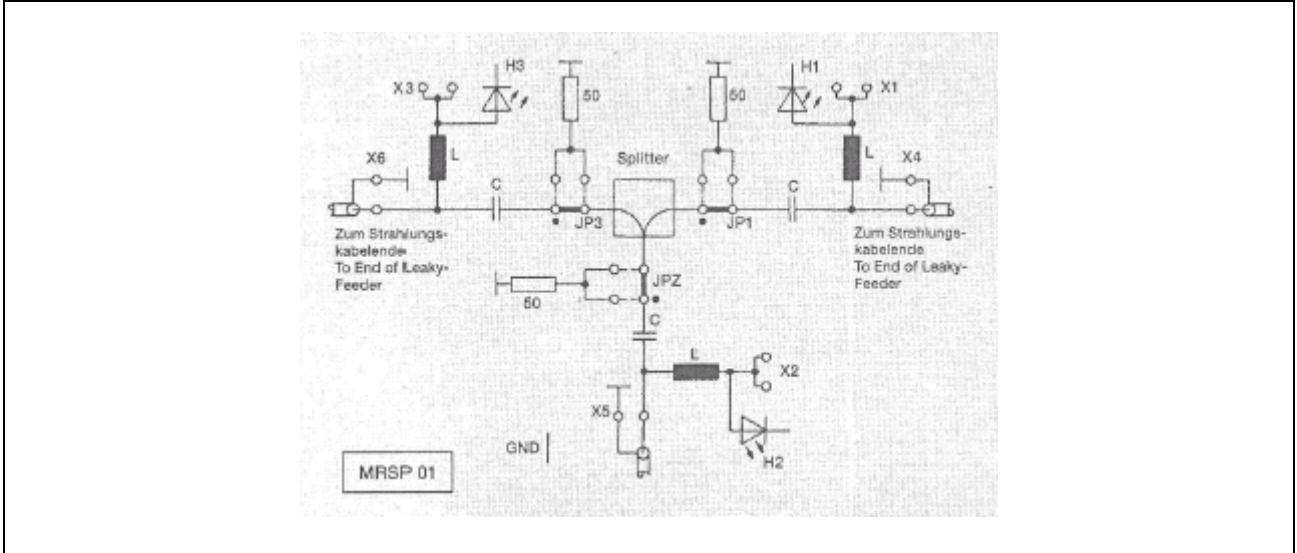 H3
H1
X3
50
50
X1
X6
L
Splitter
L
X4
C
C
JP3
JP1
Zum Strahlungs-
kabelende
To End of Leaky-
Feeder
Zum Strahlungs-
kabelende
To End of Leaky-
Feeder
JPZ
50
C
L
X2
X5
GND
H2
MRSP 01